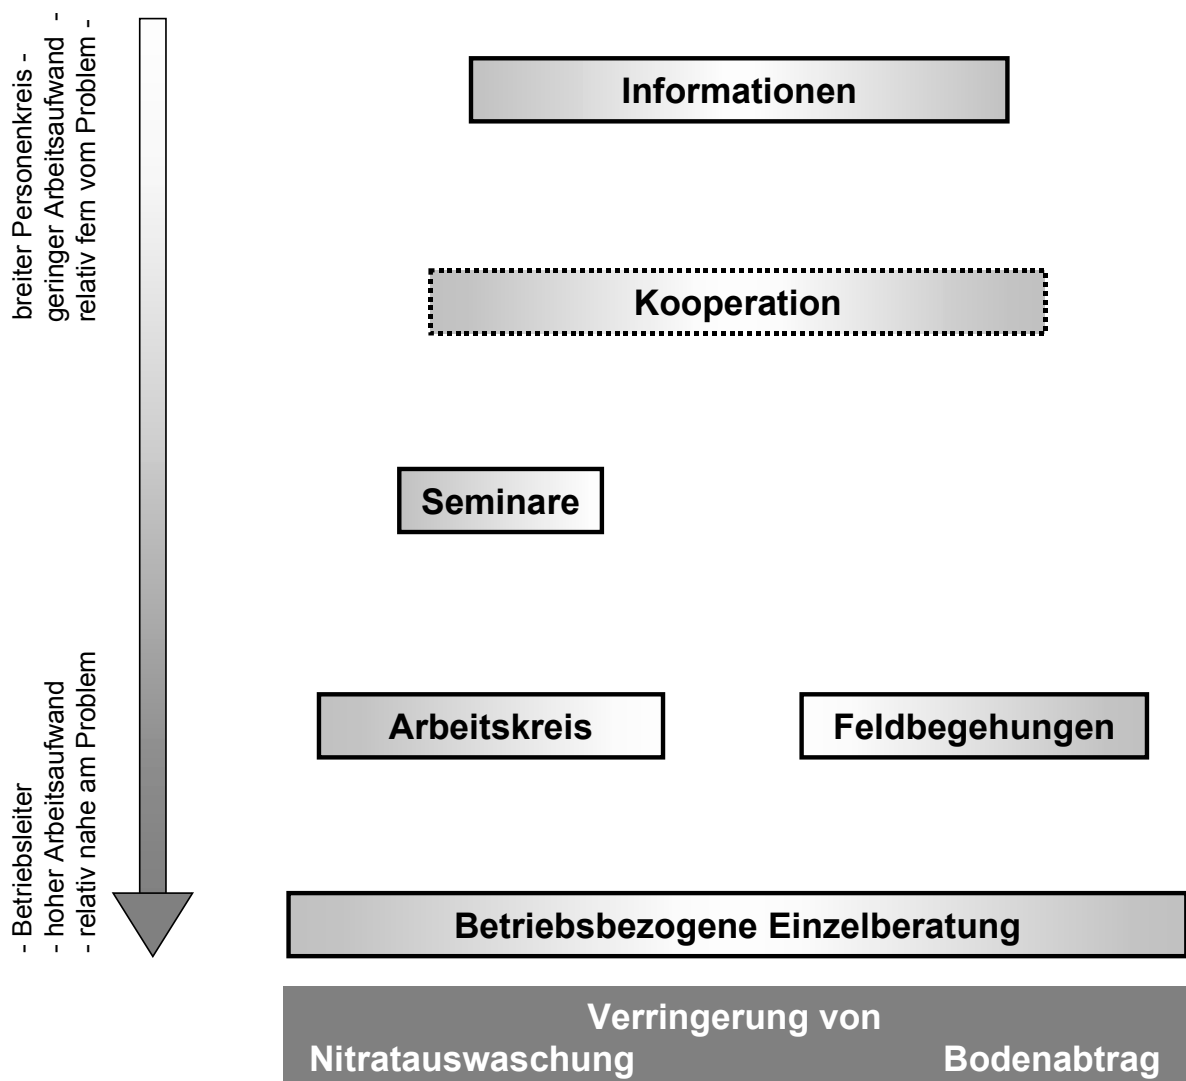 breiter Personenkreis -
geringer Arbeitsaufwand -
relativ fern vom Problem -
Informationen
Kooperation
Seminare
Arbeitskreis
Feldbegehungen
- Betriebsleiter
- hoher Arbeitsaufwand
- relativ nahe am Problem
Betriebsbezogene Einzelberatung
Verringerung von
Nitratauswaschung Bodenabtrag